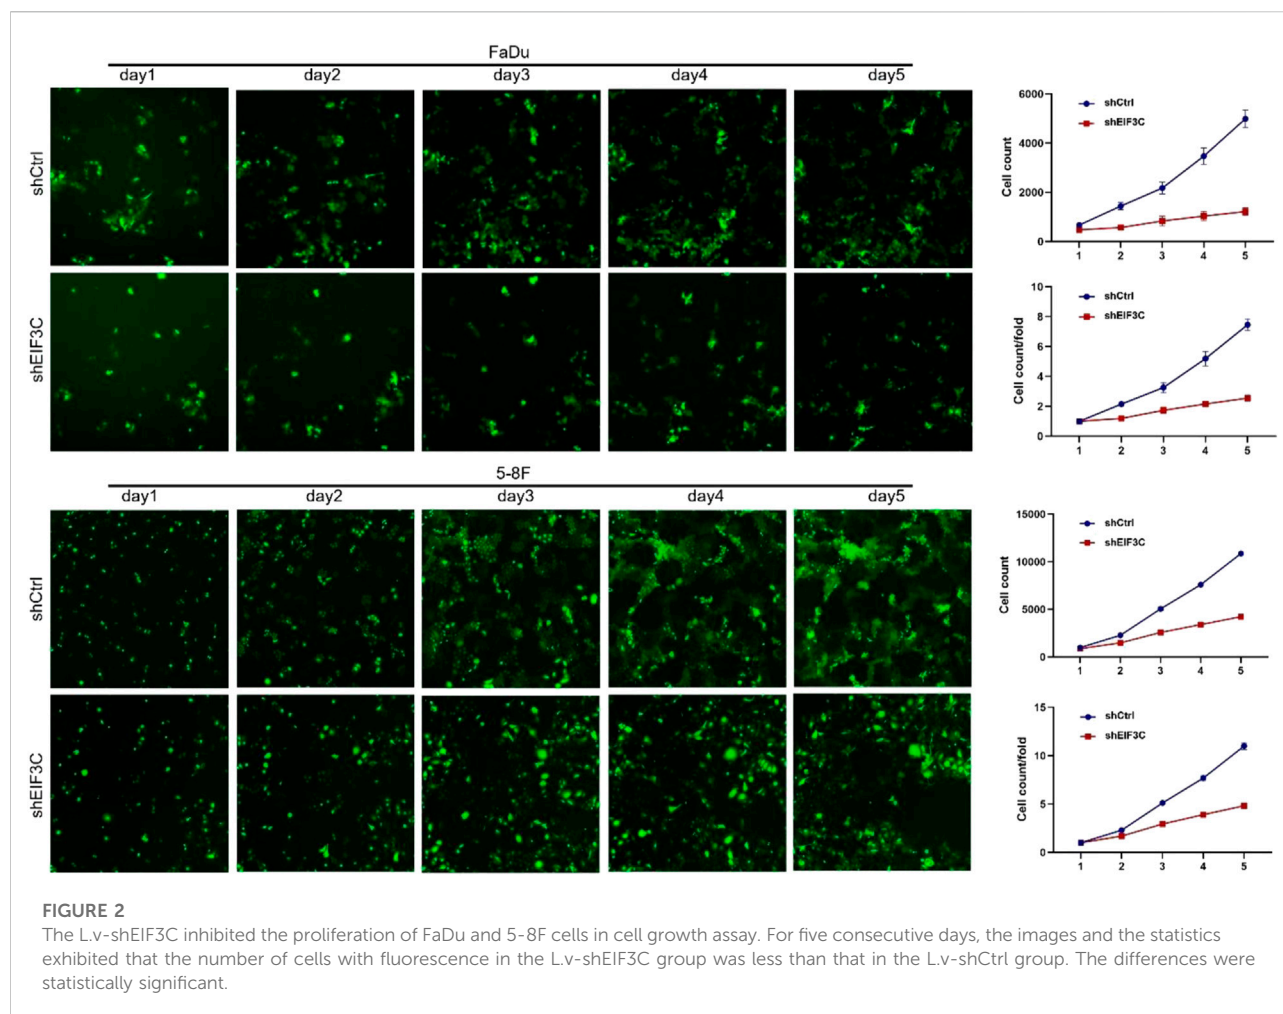 FaDu
day1 day2 day3 day4 day5
shCtrl
shEIF3C
6000
4000
2000
0
Cell count
shCtrl
shEIF3C
1 2 3 4 5
10
8
6
4
2
0
Cell count/fold
shCtrl
shEIF3C
1 2 3 4 5
5-8F
day1 day2 day3 day4 day5
shCtrl
shEIF3C
15000
10000
5000
0
Cell count
shCtrl
shEIF3C
1 2 3 4 5
15
10
5
0
Cell count/fold
shCtrl
shEIF3C
1 2 3 4 5
FIGURE 2
The L.v-shEIF3C inhibited the proliferation of FaDu and 5-8F cells in cell growth assay. For five consecutive days, the images and the statistics
exhibited that the number of cells with fluorescence in the L.v-shEIF3C group was less than that in the L.v-shCtrl group. The differences were
statistically significant.